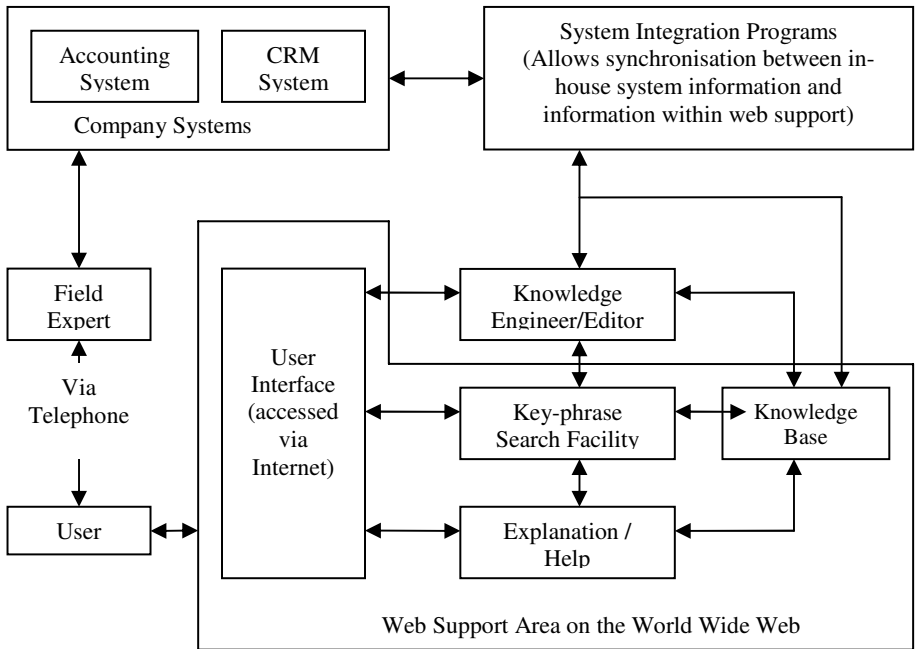 Accounting
System
CRM
System
Company Systems
System Integration Programs
(Allows synchronisation between in-
house system information and
information within web support)
Field
Expert
Via
Telephone
User
User
Interface
(accessed
via
Internet)
Knowledge
Engineer/Editor
Key-phrase
Search Facility
Explanation /
Help
Knowledge
Base
Web Support Area on the World Wide Web